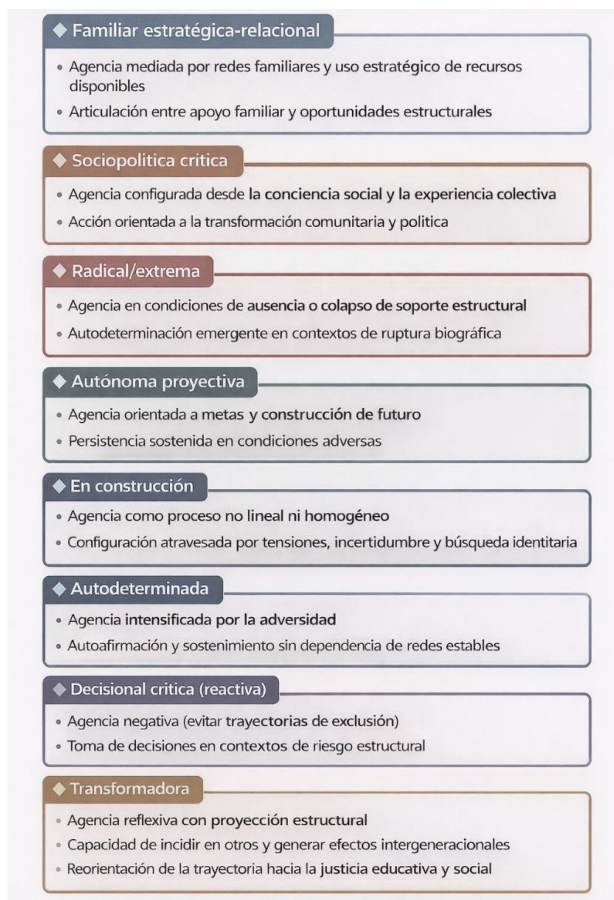 Familiar estratégica-relacional
Agencia mediada por redes familiares y uso estratégico de recursos
disponibles
Articulación entre apoyo familiar y oportunidades estructurales
Sociopolitica critica
Agencia configurada desde la conciencia social y la experiencia colectiva
Acción orientada a la transformación comunitaria y politica
Radical/extrema
Agencia en condiciones de ausencia o colapso de soporte estructural
Autodeterminación emergente en contextos de ruptura biográfica
Autónoma proyectiva
Agencia orientada a metas y construcción de futuro
Persistencia sostenida en condiciones adversas
En construcción
Agencia como proceso no lineal ni homogéneo
Configuración atravesada por tensiones, incertidumbre y búsqueda identitaria
Autodeterminada
Agencia intensificada por la adversidad
Autoafirmación y sostenimiento sin dependencia de redes estables
Decisional critica (reactiva)
Agencia negativa (evitar trayectorias de exclusión)
Toma de decisiones en contextos de riesgo estructural
Transformadora
Agencia reflexiva con proyección estructural
Capacidad de incidir en otros y generar efectos intergeneracionales
Reorientación de la trayectoria hacia la justicia educativa y social